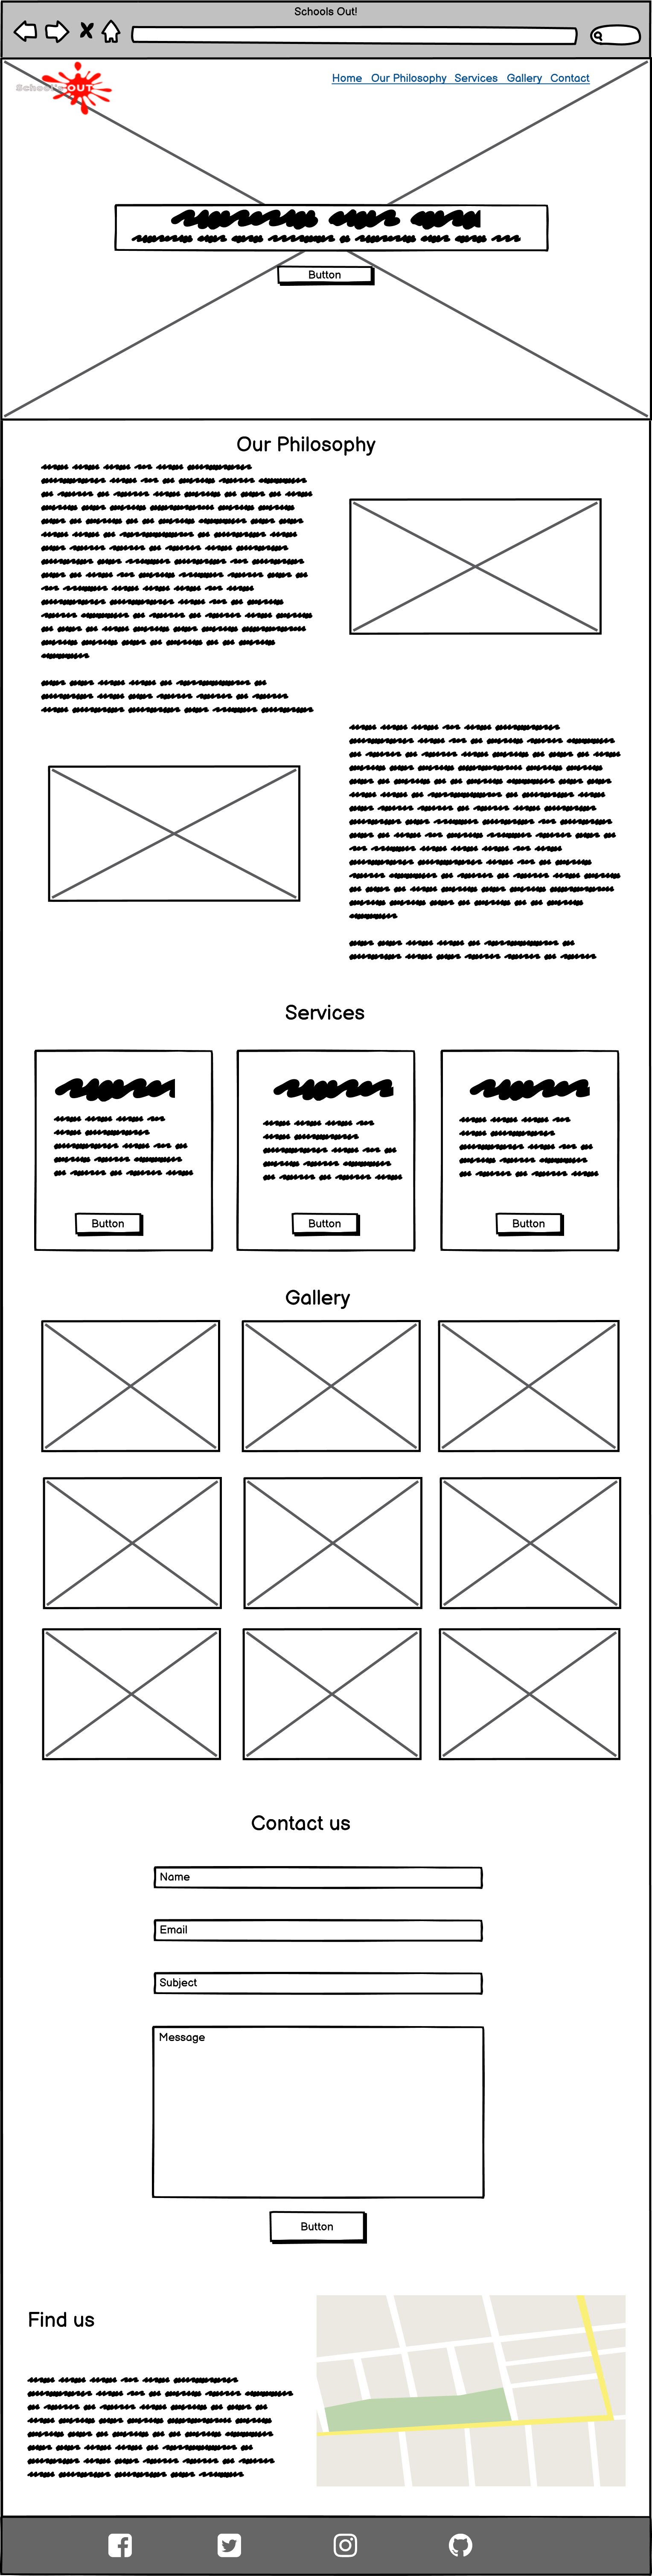 Schools Out!
School's OUT
Home Our Philosophy Services Gallery Contact
Button
Our Philosophy
Services
Button Button Button
Gallery
Contact us
Name
Email
Subject
Message
Button
Find us